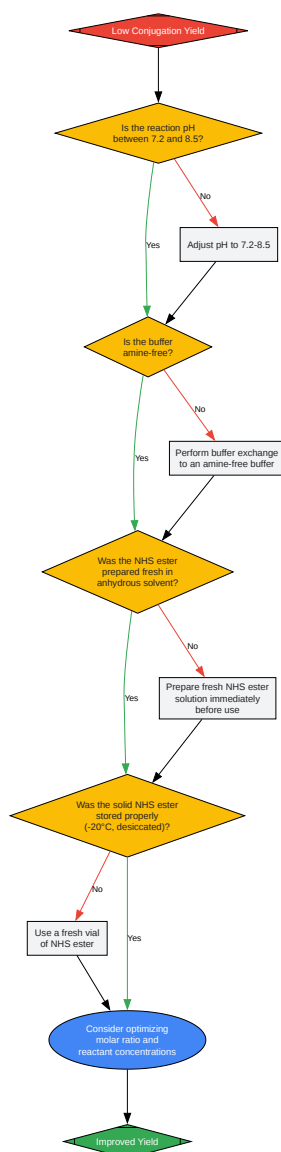 Low Conjugation Yield
Is the reaction pH
between 7.2 and 8.5?
No
Yes
Adjust pH to 7.2-8.5
Is the buffer
amine-free?
No
Yes
Perform buffer exchange
to an amine-free buffer
Was the NHS ester
prepared fresh in
anhydrous solvent?
No
Yes
Prepare fresh NHS ester
solution immediately
before use
Was the solid NHS ester
stored properly
(-20°C, desiccated)?
No
Use a fresh vial
of NHS ester
Yes
Consider optimizing
molar ratio and
reactant concentrations
Improved Yield